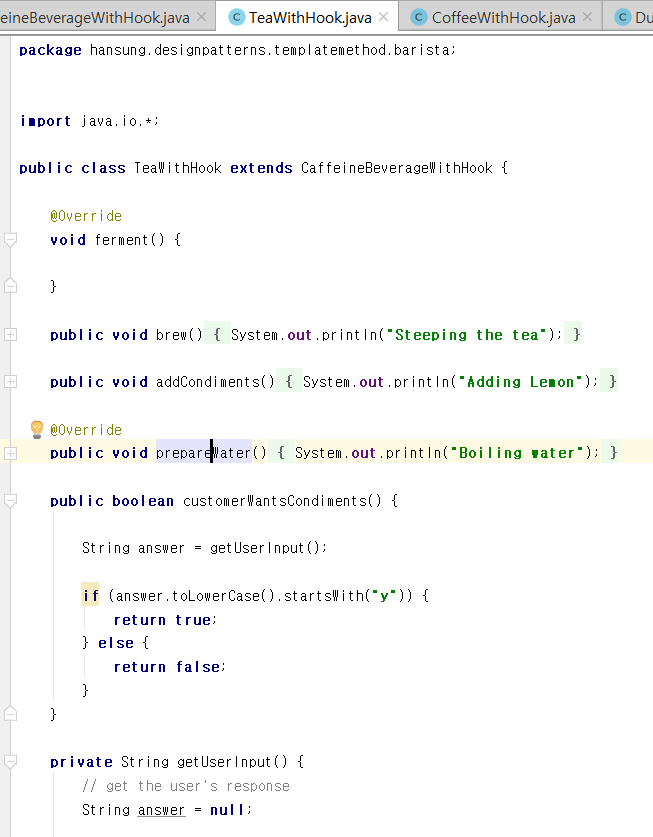 feineBeverageWithHook.java × TeaWithHook.java × CoffeeWithHook.java × Du
package hansung.designpatterns.templatemethod.barista;
import java.io.*;
public class TeaWithHook extends CaffeineBeverageWithHook {
@Override
void ferment() {
}
public void brew() { System.out.println("Steeping the tea"); }
public void addCondiments() { System.out.println("Adding Lemon"); }
@Override
public void prepareWater() { System.out.println("Boiling water"); }
public boolean customerWantsCondiments() {
String answer = getUserInput();
if (answer.toLowerCase().startsWith("y")) {
return true;
} else {
return false;
}
}
private String getUserInput() {
// get the user's response
String answer = null;